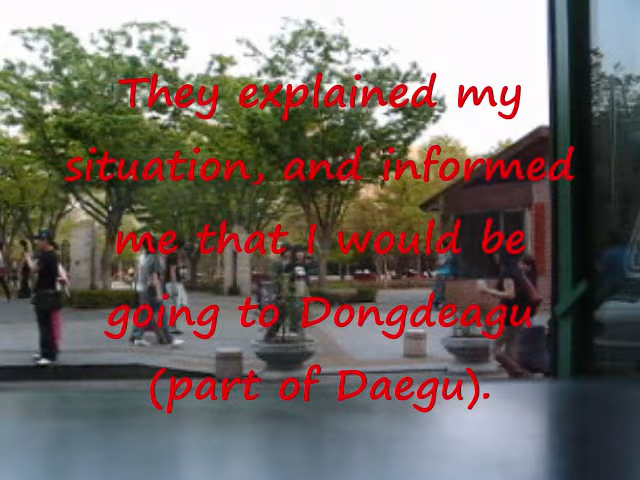 They explained my
situation, and informed
me that I would be
going to Dongdeagu
(part of Daegu).